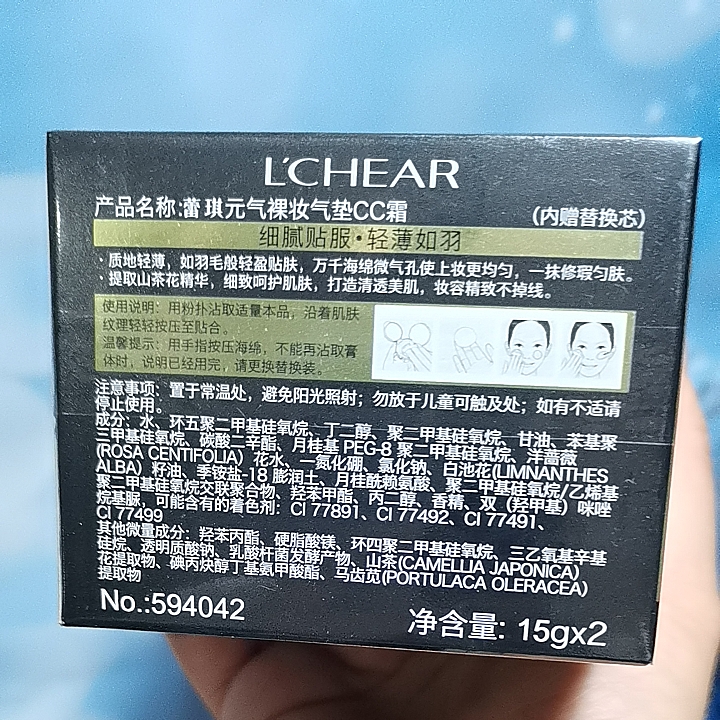 L'CHEAR
产品名称:蕾琪元气裸妆气垫CC霜 (内赠替换芯)
细腻贴服·轻薄如羽
·质地轻薄，如羽毛般轻盈贴肤，万千海绵微气孔使上妆更均匀，一抹修瑕匀肤。
·提取山茶花精华，细致呵护肌肤，打造清透美肌，妆容精致不掉线。
使用说明：用粉扑沾取适量本品，沿着肌肤
纹理轻轻按压至贴合。
温馨提示：用手指按压海绵，不能再沾取膏
体时，说明已经用完，请更换替换装。
注意事项：置于常温处，避免阳光照射；勿放于儿童可触及处；如有不适请
停止使用。
成分：水、环五聚二甲基硅氧烷、丁二醇、聚二甲基硅氧烷、甘油、苯基聚
三甲基硅氧烷、碳酸二辛酯、月桂基 PEG-8 聚二甲基硅氧烷、洋蔷薇
(ROSA CENTIFOLIA) 花水、一氮化硼、氯化钠、白池花(LIMNANTHES
ALBA) 籽油、季铵盐-18 膨润土、月桂酰赖氨酸、聚二甲基硅氧烷/乙烯基
聚二甲基硅氧烷交联聚合物、羟苯甲酯、丙二醇、香精、双（羟甲基）咪唑
烷基脲、可能含有的着色剂：CI 77891、CI 77492、CI 77491、
CI 77499
其他微量成分：羟苯丙酯、硬脂酸镁、环四聚二甲基硅氧烷、三乙氧基辛基
硅烷、透明质酸钠、乳酸杆菌发酵产物、山茶(CAMELLIA JAPONICA)
花提取物、碘丙炔醇丁基氨甲酸酯、马齿苋(PORTULACA OLERACEA)
提取物
No.:594042
净含量: 15gx2